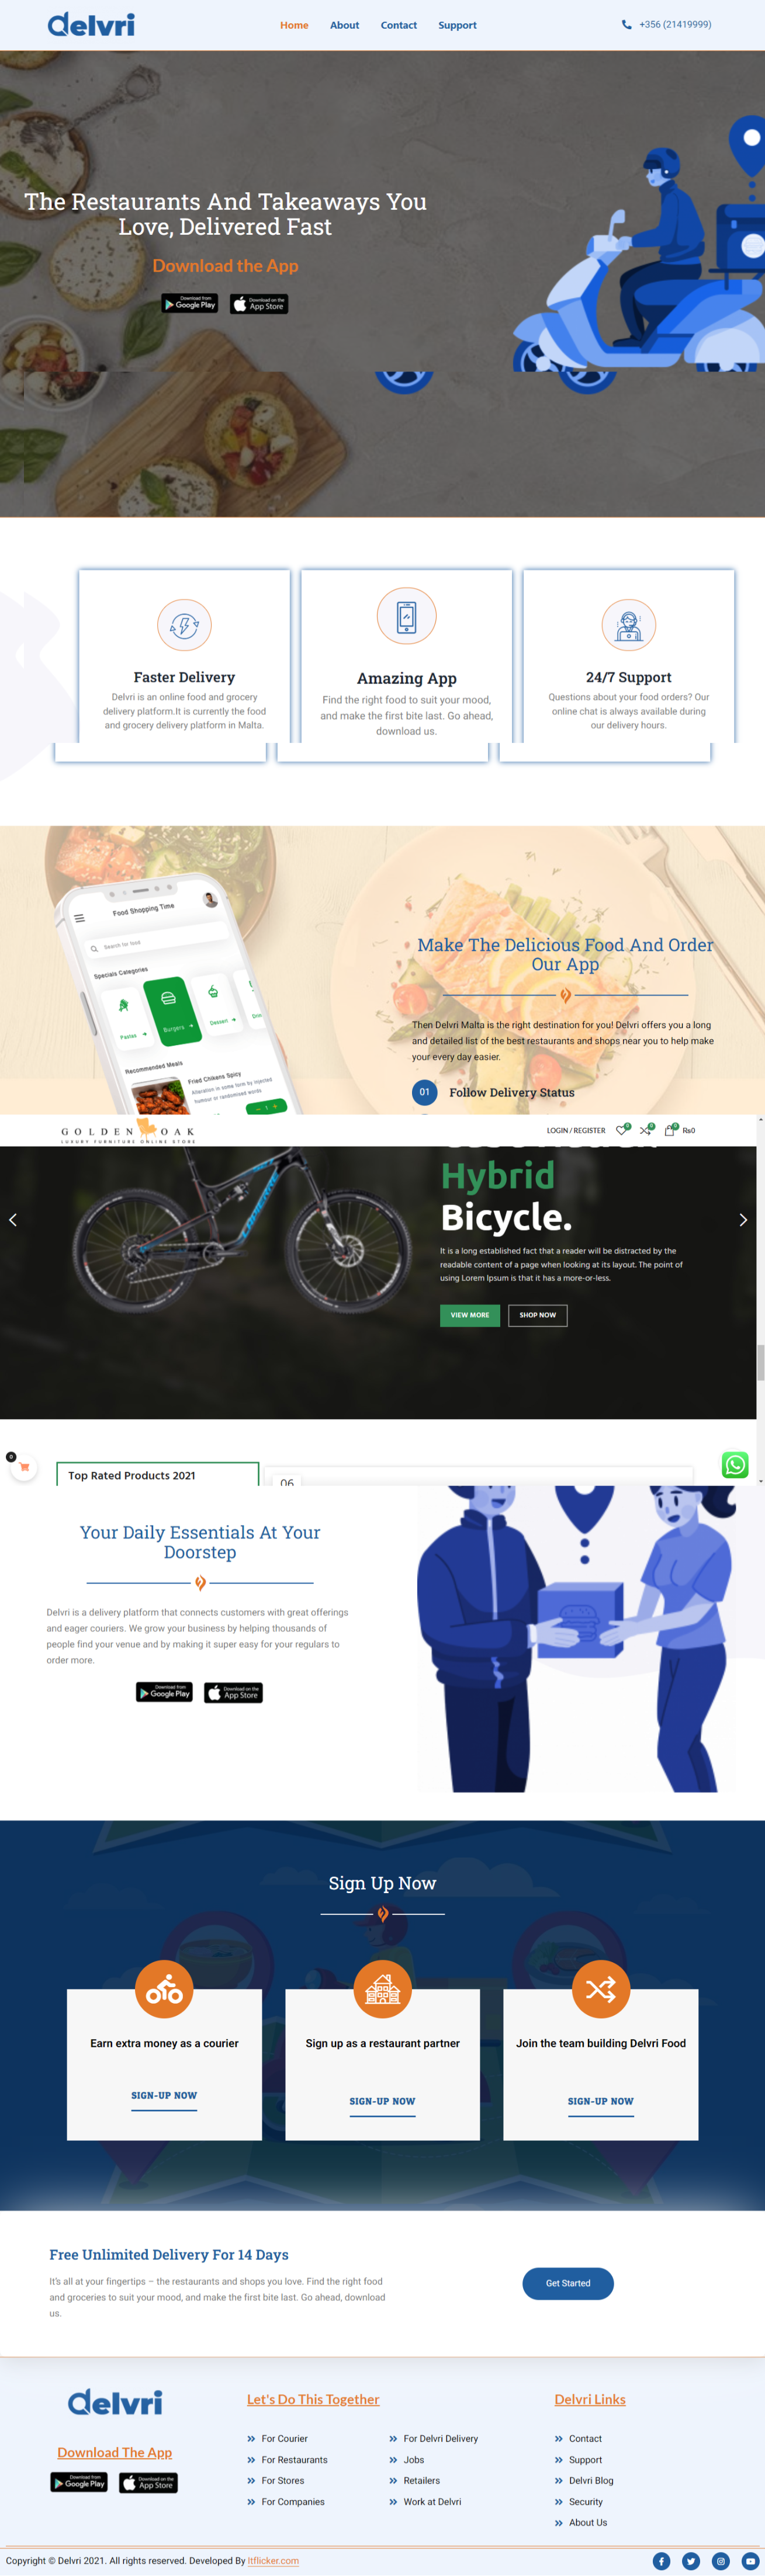 delvri
Home About Contact Support
+356 (21419999)
The Restaurants And Takeaways You
Love, Delivered Fast
Download the App
Download from
Google Play
Download on the
App Store
Faster Delivery
Delvri is an online food and grocery
delivery platform.It is currently the food
and grocery delivery platform in Malta.
Amazing App
Find the right food to suit your mood,
and make the first bite last. Go ahead,
download us.
24/7 Support
Questions about your food orders? Our
online chat is always available during
our delivery hours.
Food Shopping Time
Search for food
Specials Categories
Pastas
Burgers
Dessert
Recommended Meals
Fried Chikens Spicy
Alteration in some form by injected
humour or randomised words
- 1 +
Make The Delicious Food And Order
Our App
Then Delvri Malta is the right destination for you! Delvri offers you a long
and detailed list of the best restaurants and shops near you to help make
your every day easier.
01 Follow Delivery Status
GOLDEN OAK
LUXURY FURNITURE ONLINE STORE
LOGIN / REGISTER 0 0 0 ₨0
Hybrid
Bicycle.
It is a long established fact that a reader will be distracted by the
readable content of a page when looking at its layout. The point of
using Lorem Ipsum is that it has a more-or-less.
VIEW MORE SHOP NOW
0
Top Rated Products 2021
06
Your Daily Essentials At Your
Doorstep
Delvri is a delivery platform that connects customers with great offerings
and eager couriers. We grow your business by helping thousands of
people find your venue and by making it super easy for your regulars to
order more.
Download from
Google Play
Download on the
App Store
Sign Up Now
Earn extra money as a courier
SIGN-UP NOW
Sign up as a restaurant partner
SIGN-UP NOW
Join the team building Delvri Food
SIGN-UP NOW
Free Unlimited Delivery For 14 Days
It's all at your fingertips – the restaurants and shops you love. Find the right food
and groceries to suit your mood, and make the first bite last. Go ahead, download
us.
Get Started
delvri
Download The App
Download from
Google Play
Download on the
App Store
Let's Do This Together
For Courier
For Restaurants
For Stores
For Companies
For Delvri Delivery
Jobs
Retailers
Work at Delvri
Delvri Links
Contact
Support
Delvri Blog
Security
About Us
Copyright © Delvri 2021. All rights reserved. Developed By Itflicker.com